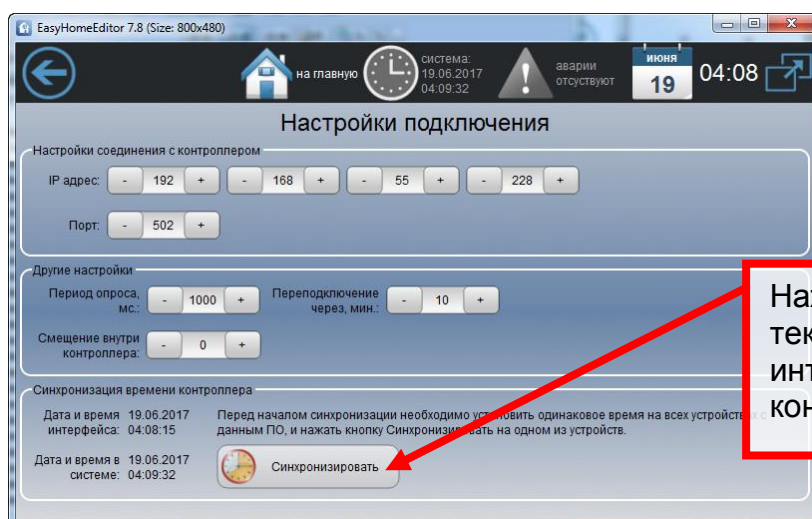 EasyHomeEditor 7.8 (Size: 800x480)
на главную
система:
19.06.2017
04:09:32
аварии
отсуствуют
июня
19
04:08
Настройки подключения
Настройки соединения с контроллером
IP адрес: - 192 + - 168 + - 55 + - 228 +
Порт: - 502 +
Другие настройки
Период опроса, мс.: - 1000 +
Переподключение через, мин.: - 10 +
Смещение внутри контроллера: - 0 +
Синхронизация времени контроллера
Дата и время интерфейса: 19.06.2017 04:08:15
Перед началом синхронизации необходимо установить одинаковое время на всех устройствах с
данным ПО, и нажать кнопку Синхронизировать на одном из устройств.
Дата и время в системе: 19.06.2017 04:09:32
Синхронизировать